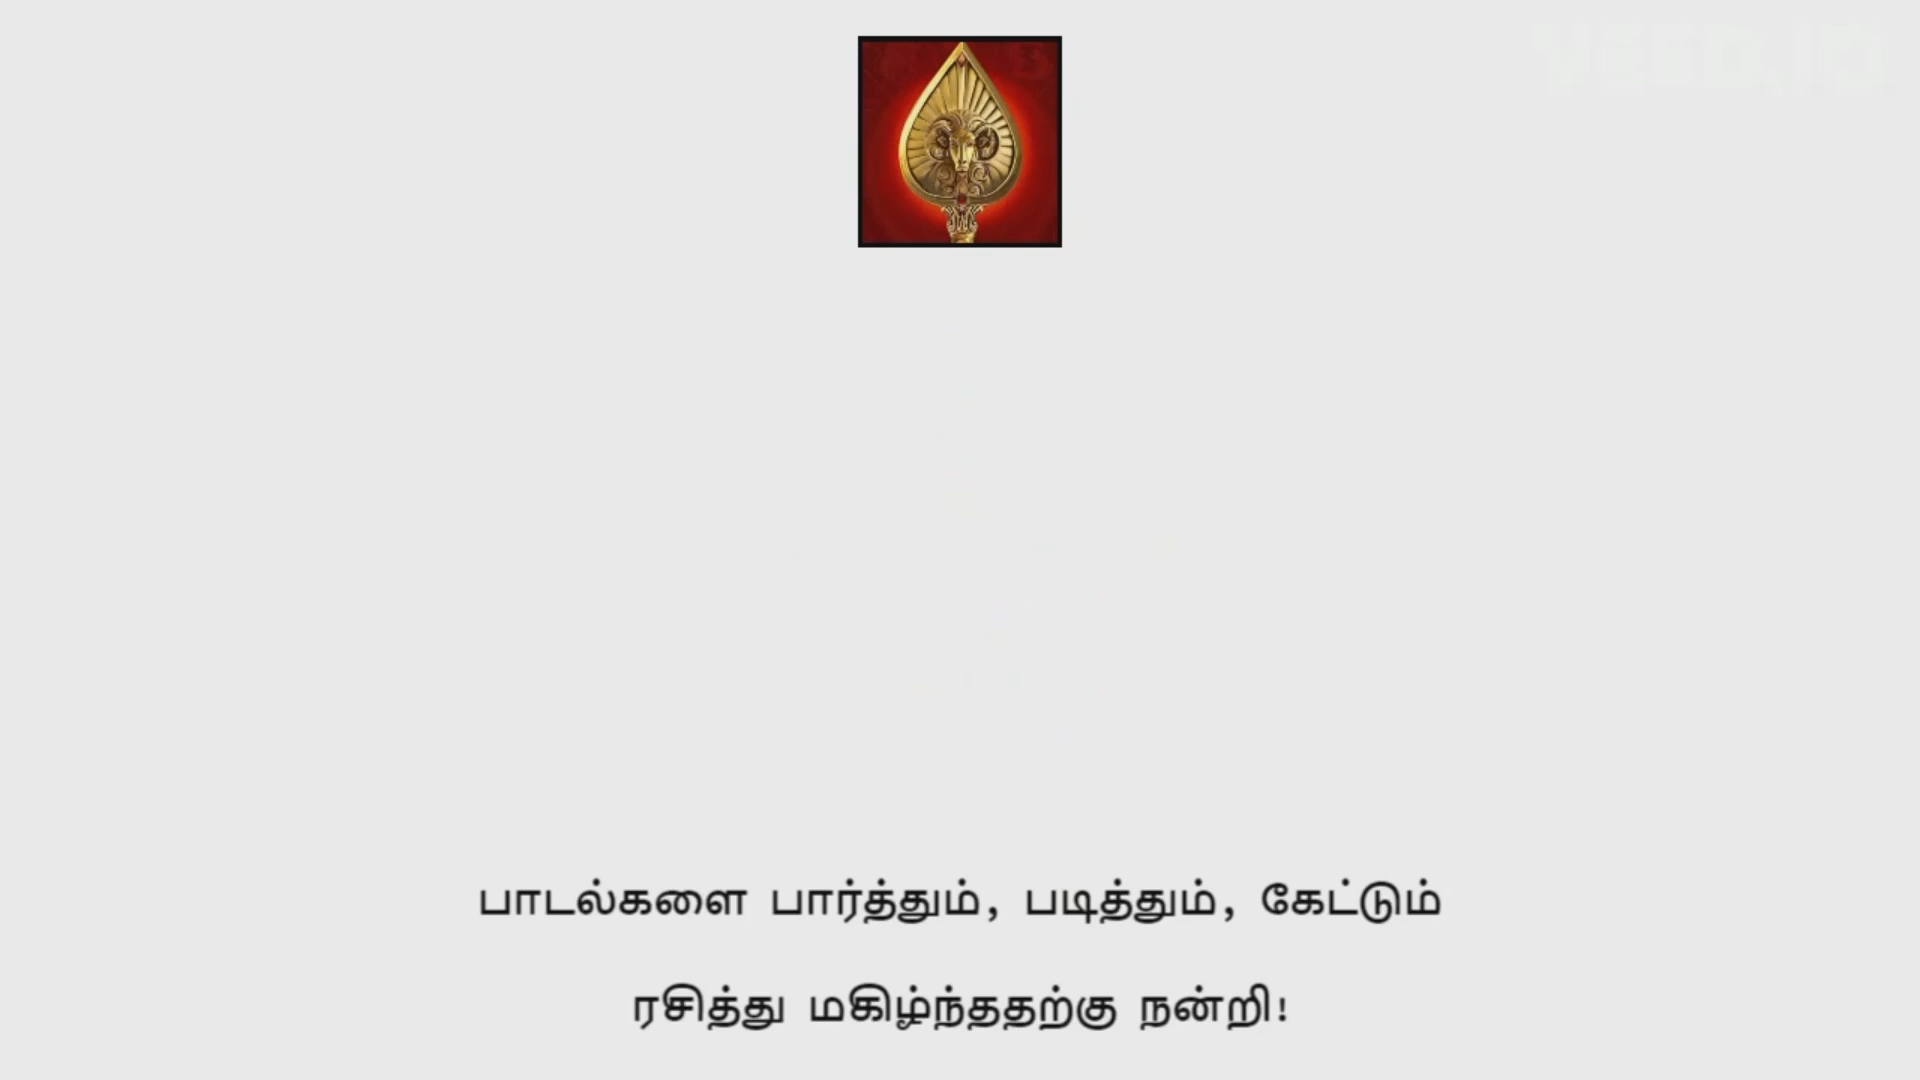 பாடல்களை பார்த்தும், படித்தும், கேட்டும்
ரசித்து மகிழ்ந்ததற்கு நன்றி!